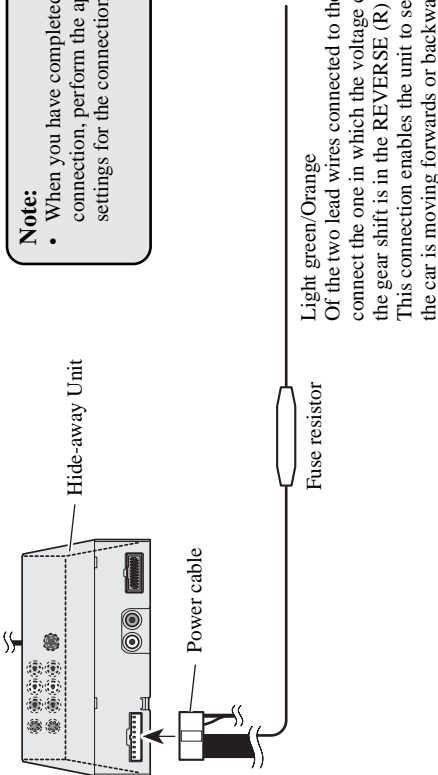 Note:
• When you have completed
connection, perform the ap
settings for the connection
Hide-away Unit
Power cable
Fuse resistor
Light green/Orange
Of the two lead wires connected to the
connect the one in which the voltage c
the gear shift is in the REVERSE (R)
This connection enables the unit to se
the car is moving forwards or backwa